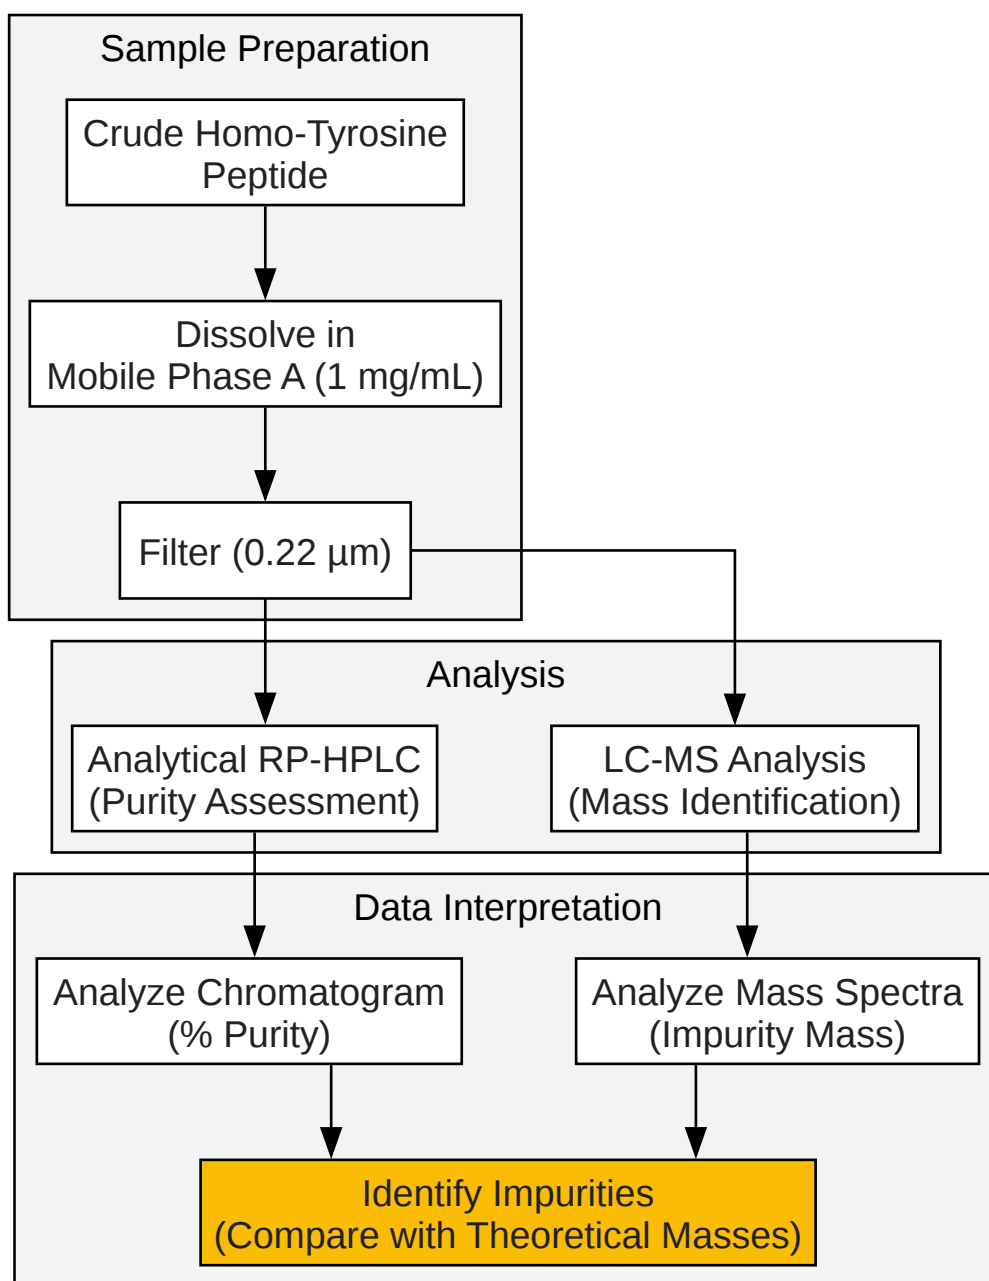 Sample Preparation
Crude Homo-Tyrosine
Peptide
Dissolve in
Mobile Phase A (1 mg/mL)
Filter (0.22 µm)
Analysis
Analytical RP-HPLC
(Purity Assessment)
LC-MS Analysis
(Mass Identification)
Data Interpretation
Analyze Chromatogram
(% Purity)
Analyze Mass Spectra
(Impurity Mass)
Identify Impurities
(Compare with Theoretical Masses)